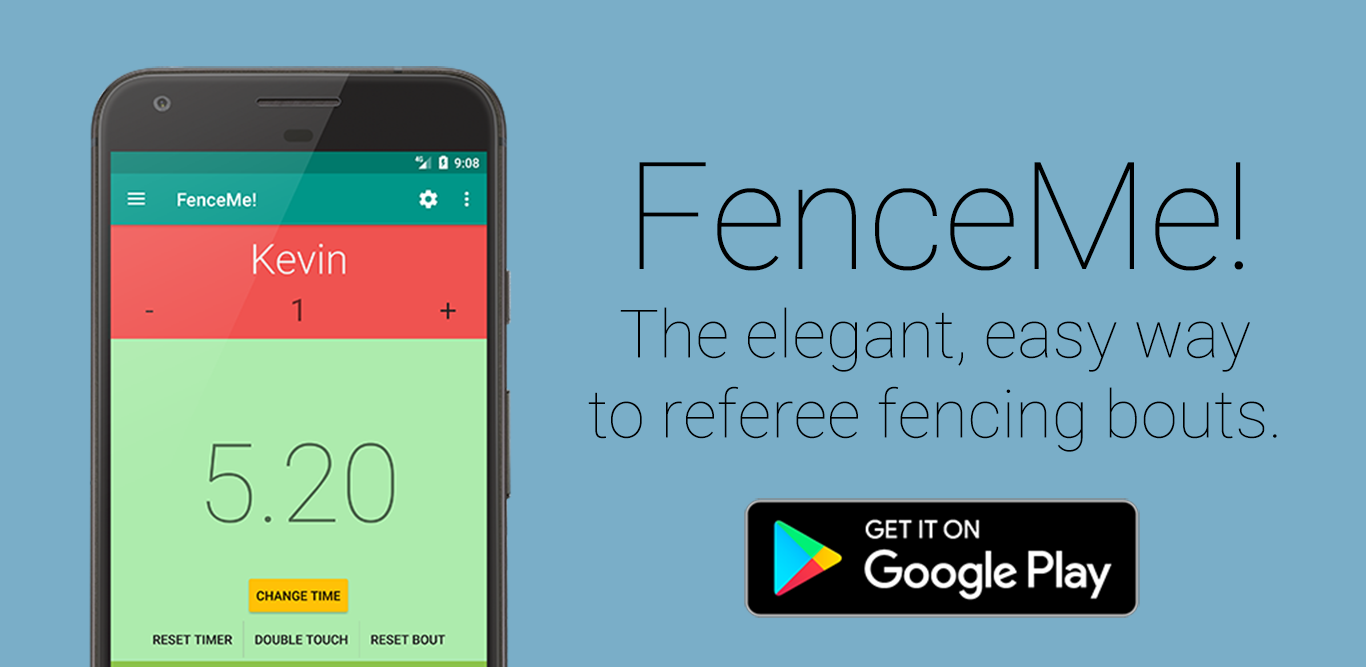 4G 9:08
FenceMe!
Kevin
- 1 +
5.20
CHANGE TIME
RESET TIMER DOUBLE TOUCH RESET BOUT
FenceMe!
The elegant, easy way
to referee fencing bouts.
GET IT ON
Google Play